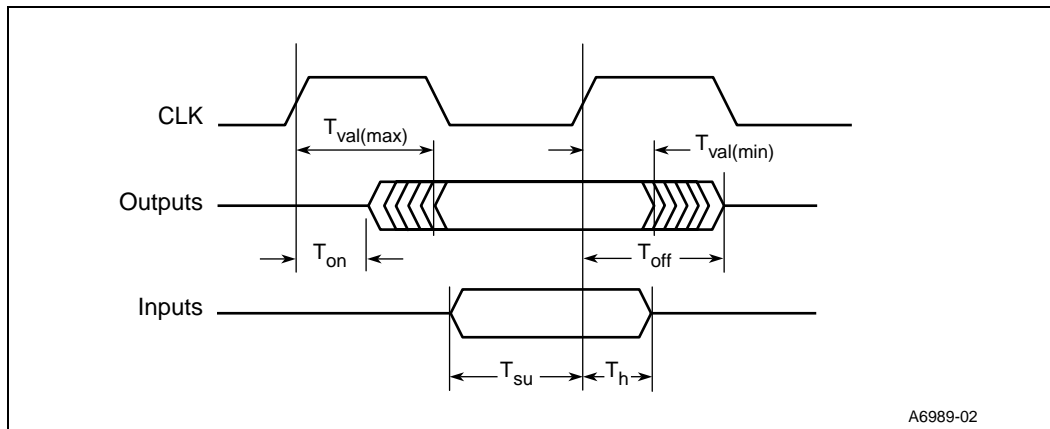 CLK
Tval(max)
Tval(min)
Outputs
Ton
Toff
Inputs
Tsu
Th
A6989-02